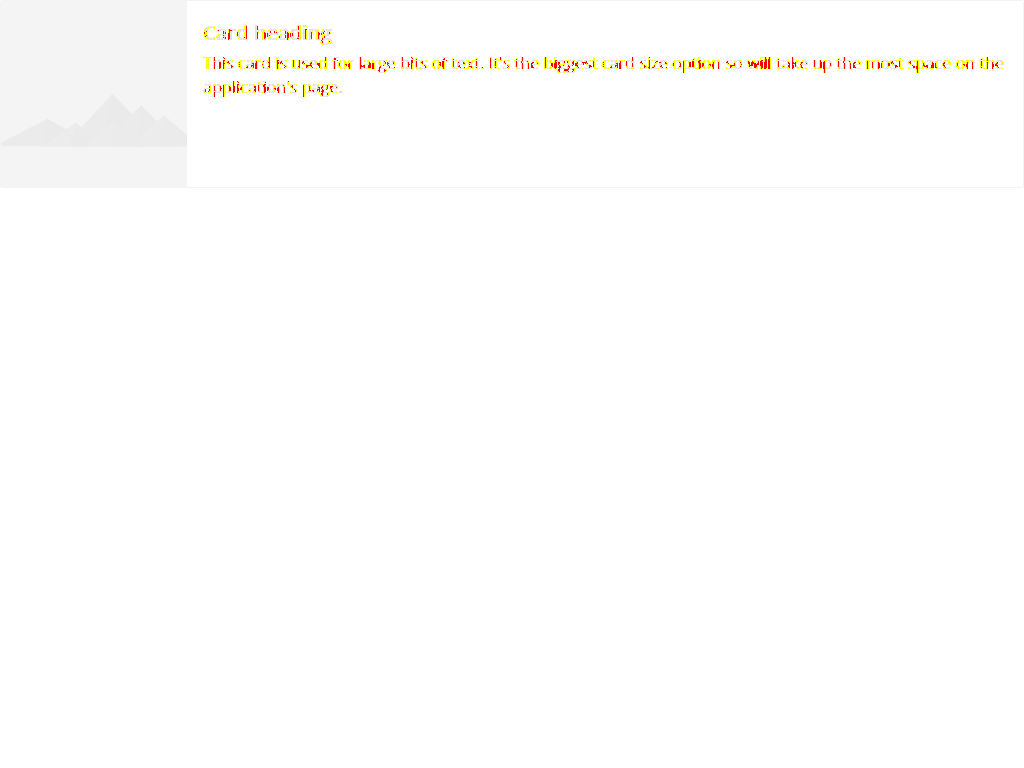 Card heading
This card is used for large bits of text. It's the biggest card size option so will take up the most space on the
application's page.